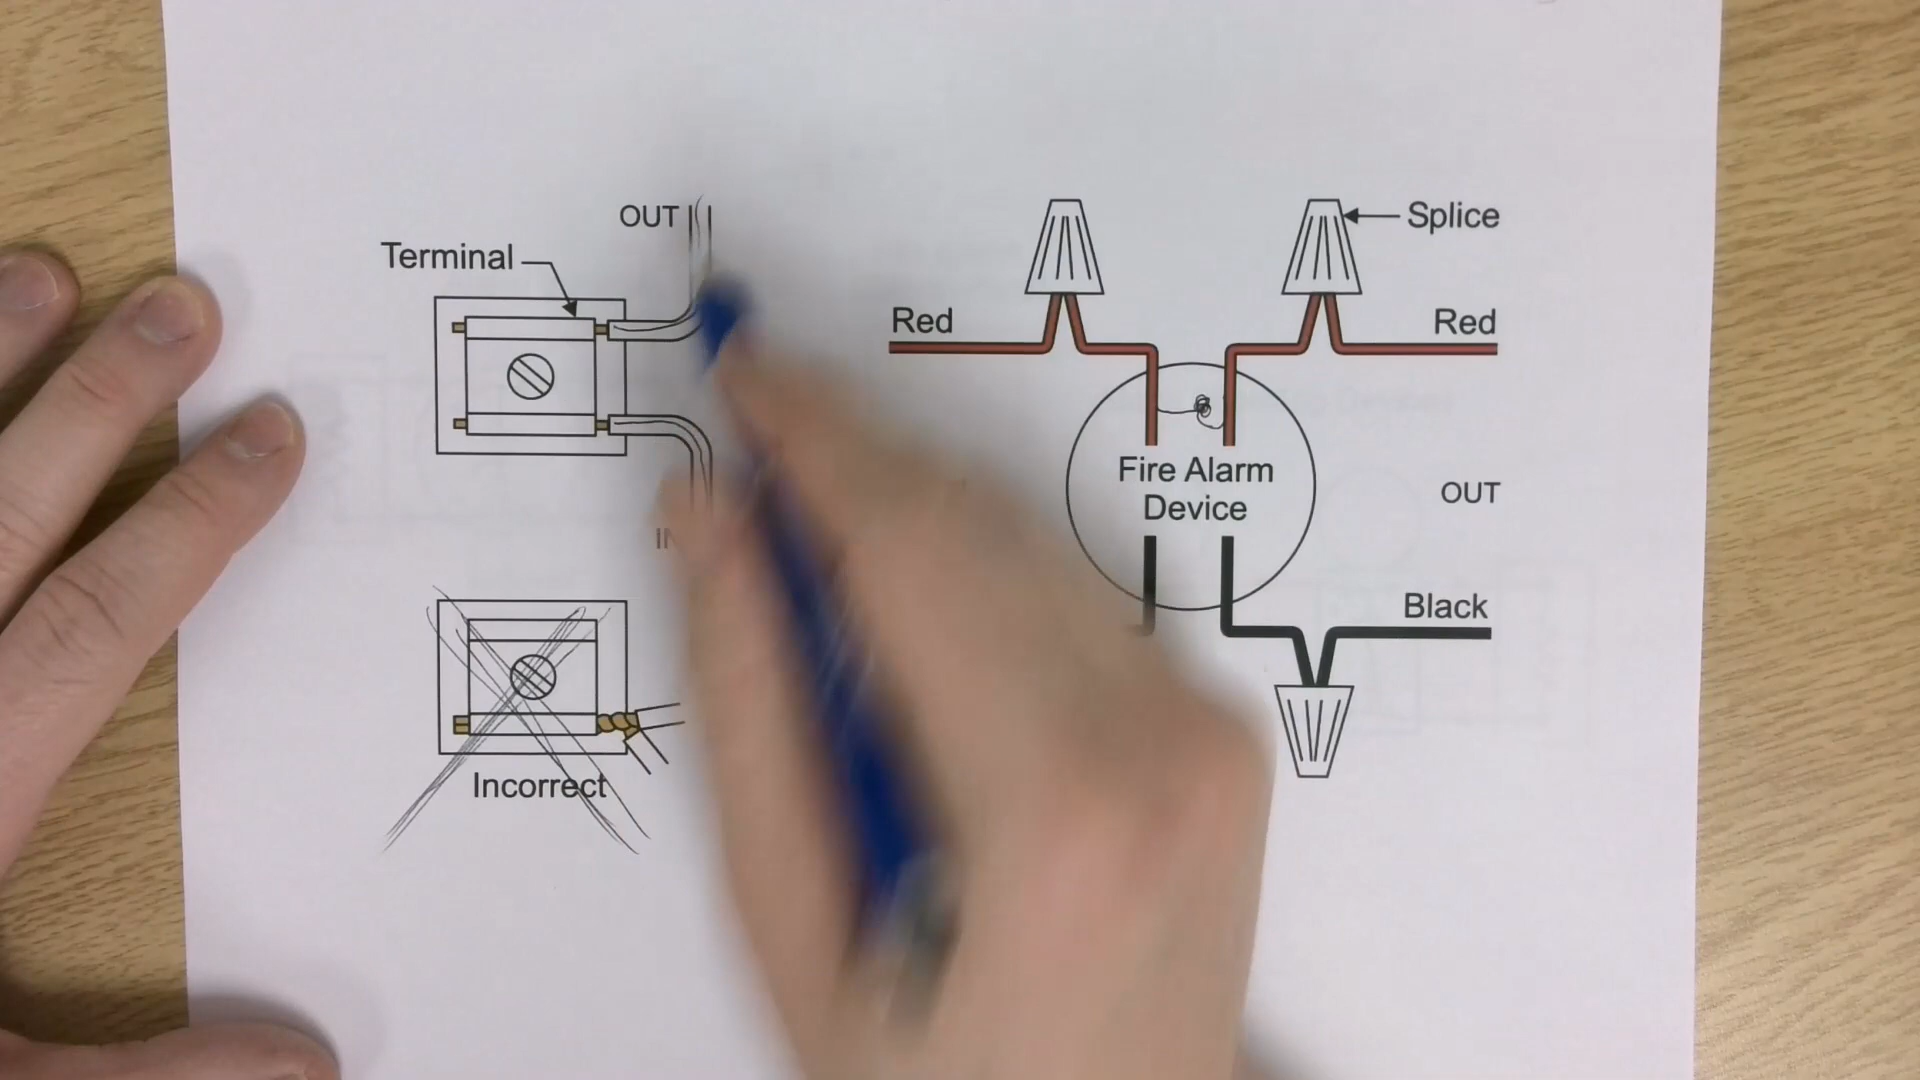 OUT
Terminal
Splice
Red
Red
Fire Alarm
Device
OUT
Black
Incorrect